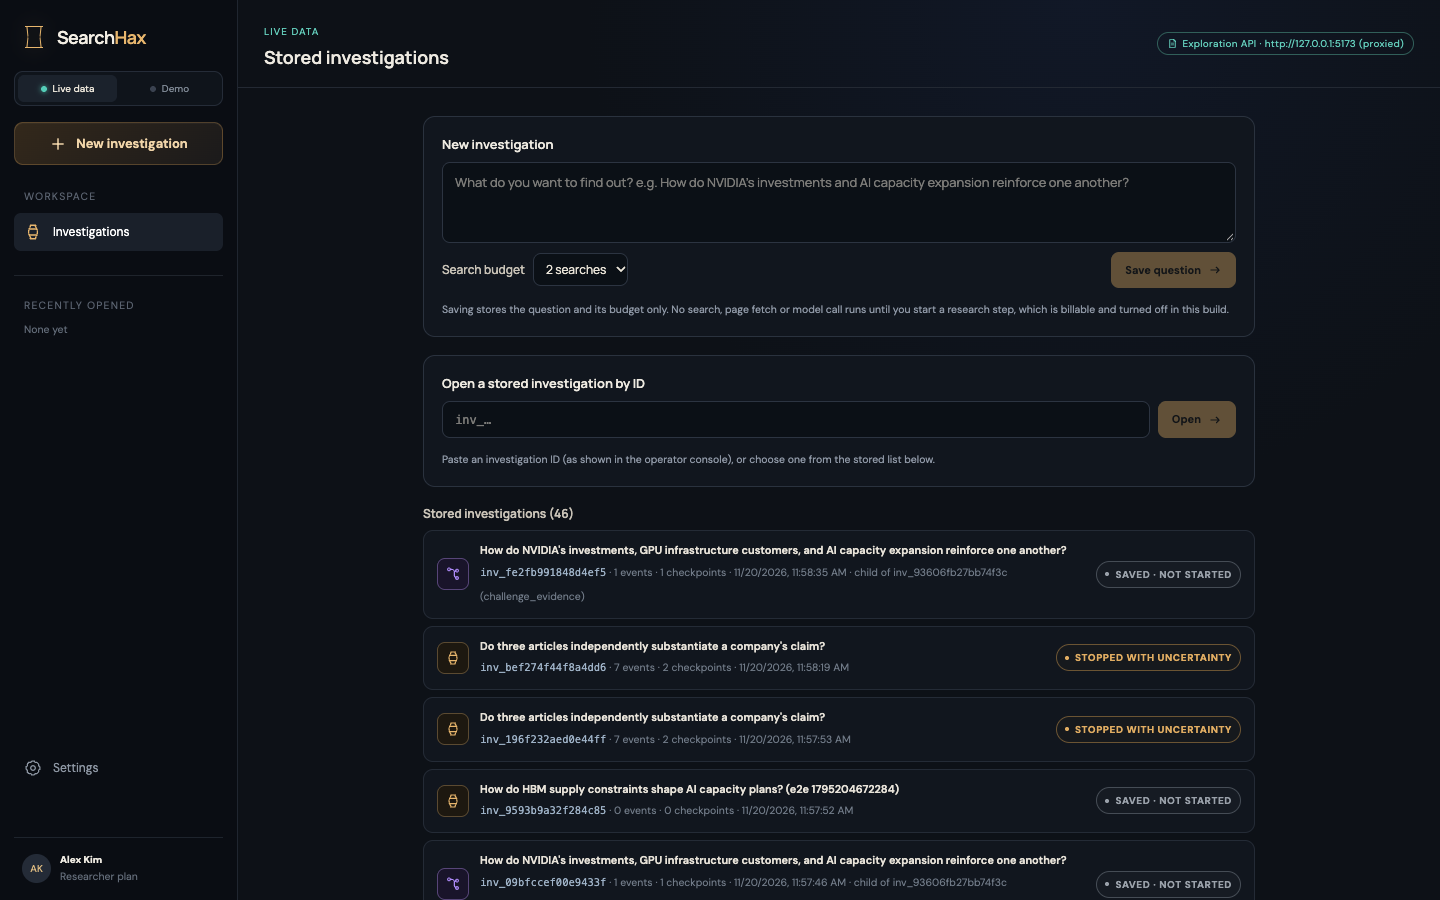 SearchHax
Live data
Demo
New investigation
WORKSPACE
Investigations
RECENTLY OPENED
None yet
Settings
AK
Alex Kim
Researcher plan
LIVE DATA
Stored investigations
Exploration API · http://127.0.0.1:5173 (proxied)
New investigation
What do you want to find out? e.g. How do NVIDIA's investments and AI capacity expansion reinforce one another?
Search budget
2 searches
Save question →
Saving stores the question and its budget only. No search, page fetch or model call runs until you start a research step, which is billable and turned off in this build.
Open a stored investigation by ID
inv_…
Open →
Paste an investigation ID (as shown in the operator console), or choose one from the stored list below.
Stored investigations (46)
How do NVIDIA's investments, GPU infrastructure customers, and AI capacity expansion reinforce one another?
inv_fe2fb991848d4ef5 · 1 events · 1 checkpoints · 11/20/2026, 11:58:35 AM · child of inv_93606fb27bb74f3c
(challenge_evidence)
SAVED · NOT STARTED
Do three articles independently substantiate a company's claim?
inv_bef274f44f8a4dd6 · 7 events · 2 checkpoints · 11/20/2026, 11:58:19 AM
STOPPED WITH UNCERTAINTY
Do three articles independently substantiate a company's claim?
inv_196f232aed0e44ff · 7 events · 2 checkpoints · 11/20/2026, 11:57:53 AM
STOPPED WITH UNCERTAINTY
How do HBM supply constraints shape AI capacity plans? (e2e 1795204672284)
inv_9593b9a32f284c85 · 0 events · 0 checkpoints · 11/20/2026, 11:57:52 AM
SAVED · NOT STARTED
How do NVIDIA's investments, GPU infrastructure customers, and AI capacity expansion reinforce one another?
inv_09bfccef00e9433f · 1 events · 1 checkpoints · 11/20/2026, 11:57:46 AM · child of inv_93606fb27bb74f3c
SAVED · NOT STARTED